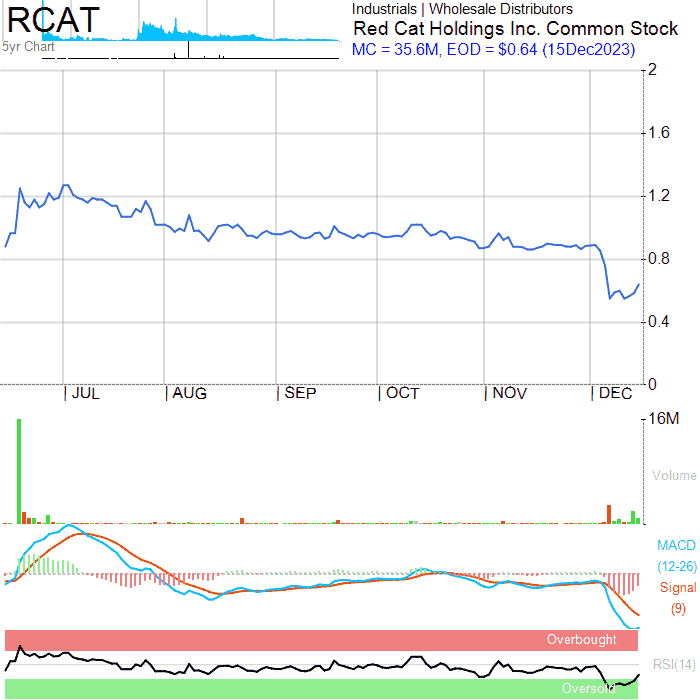 RCAT
5yr Chart
Industrials | Wholesale Distributors
Red Cat Holdings Inc. Common Stock
MC = 35.6M, EOD = $0.64 (15Dec2023)
2
1.6
1.2
0.8
0.4
0
| JUL | AUG | SEP | OCT | NOV | DEC
16M
Volume
MACD
(12-26)
Signal
(9)
Overbought
RSI(14)
Oversold